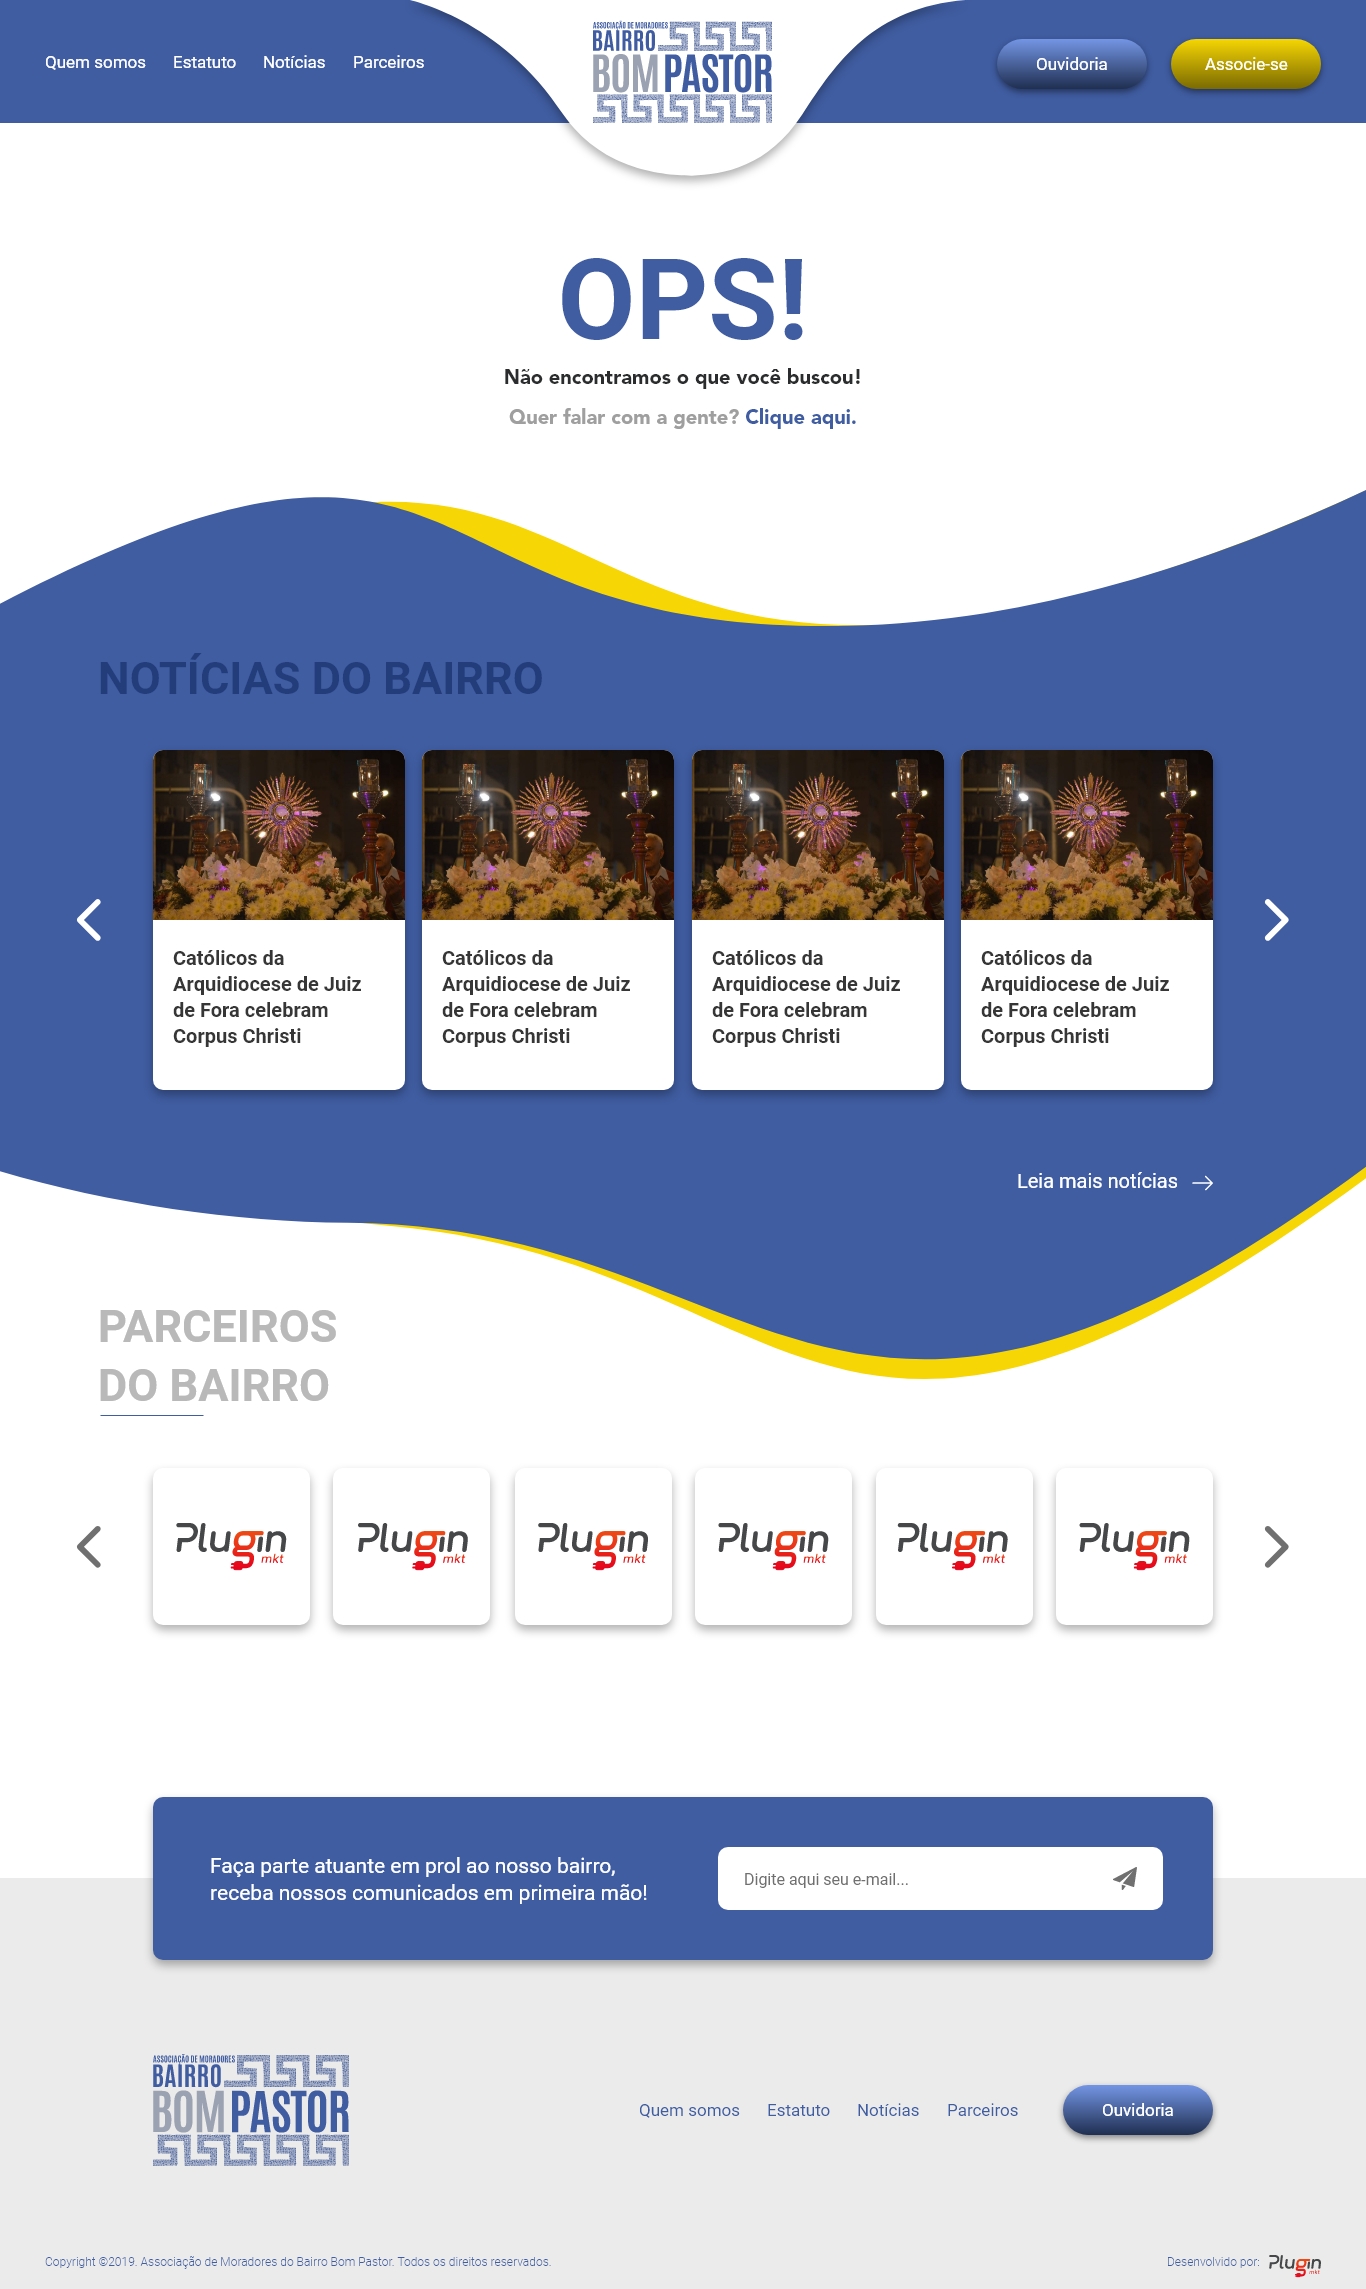 Quem somos Estatuto Notícias Parceiros
ASSOCIAÇÃO DE MORADORES
BAIRRO
BOM PASTOR
Ouvidoria Associe-se
OPS!
Não encontramos o que você buscou!
Quer falar com a gente? Clique aqui.
NOTÍCIAS DO BAIRRO
Católicos da
Arquidiocese de Juiz
de Fora celebram
Corpus Christi
Católicos da
Arquidiocese de Juiz
de Fora celebram
Corpus Christi
Católicos da
Arquidiocese de Juiz
de Fora celebram
Corpus Christi
Católicos da
Arquidiocese de Juiz
de Fora celebram
Corpus Christi
Leia mais notícias
PARCEIROS
DO BAIRRO
Plugin
mkt
Plugin
mkt
Plugin
mkt
Plugin
mkt
Plugin
mkt
Plugin
mkt
Faça parte atuante em prol ao nosso bairro,
receba nossos comunicados em primeira mão!
Digite aqui seu e-mail...
ASSOCIAÇÃO DE MORADORES
BAIRRO
BOM PASTOR
Quem somos Estatuto Notícias Parceiros
Ouvidoria
Copyright ©2019. Associação de Moradores do Bairro Bom Pastor. Todos os direitos reservados.
Desenvolvido por: Plugin
mkt